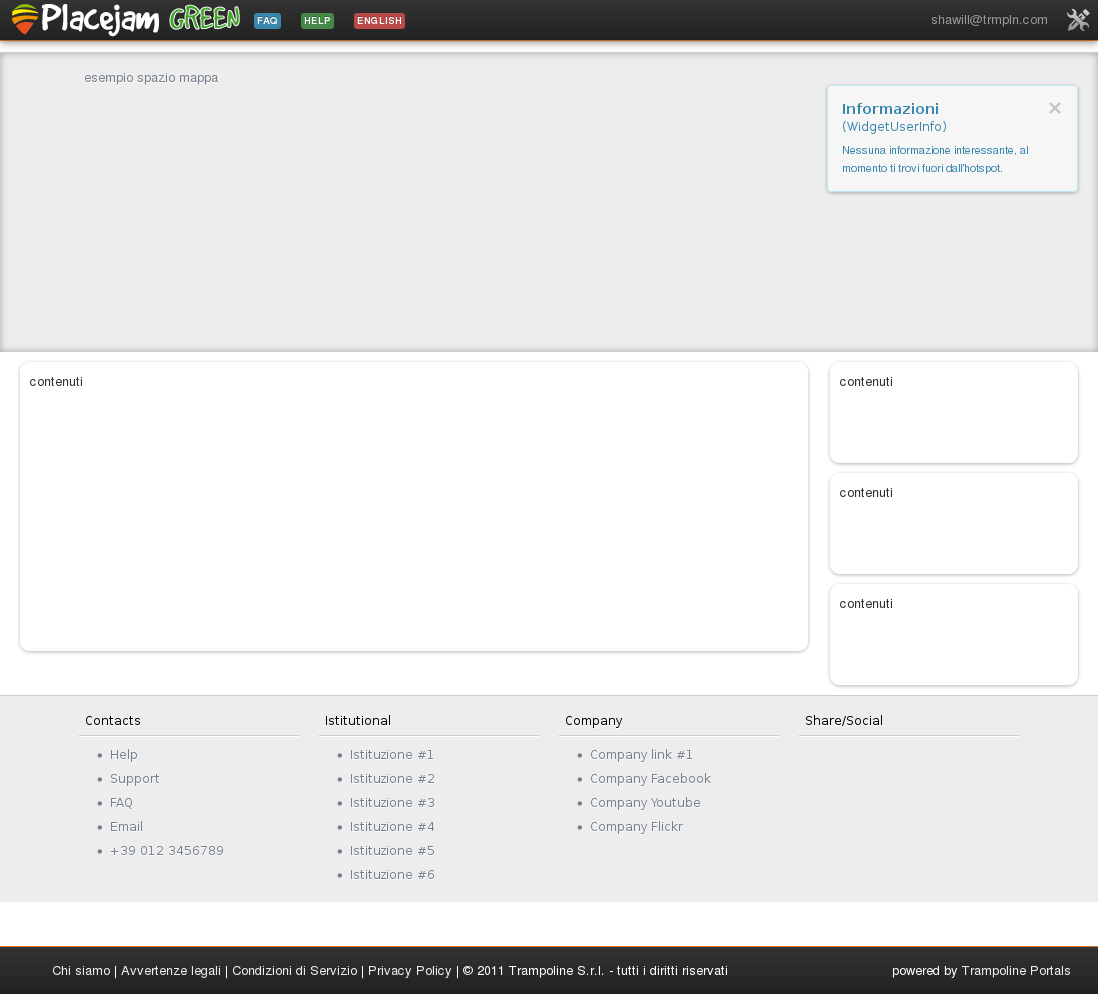 Placejam GREEN FAQ HELP ENGLISH shawill@trmpln.com
esempio spazio mappa
Informazioni
(WidgetUserInfo)
Nessuna informazione interessante, al
momento ti trovi fuori dall'hotspot.
contenuti
contenuti
contenuti
contenuti
Contacts
Help
Support
FAQ
Email
+39 012 3456789
Istitutional
Istituzione #1
Istituzione #2
Istituzione #3
Istituzione #4
Istituzione #5
Istituzione #6
Company
Company link #1
Company Facebook
Company Youtube
Company Flickr
Share/Social
Chi siamo | Avvertenze legali | Condizioni di Servizio | Privacy Policy | © 2011 Trampoline S.r.l. - tutti i diritti riservati
powered by Trampoline Portals